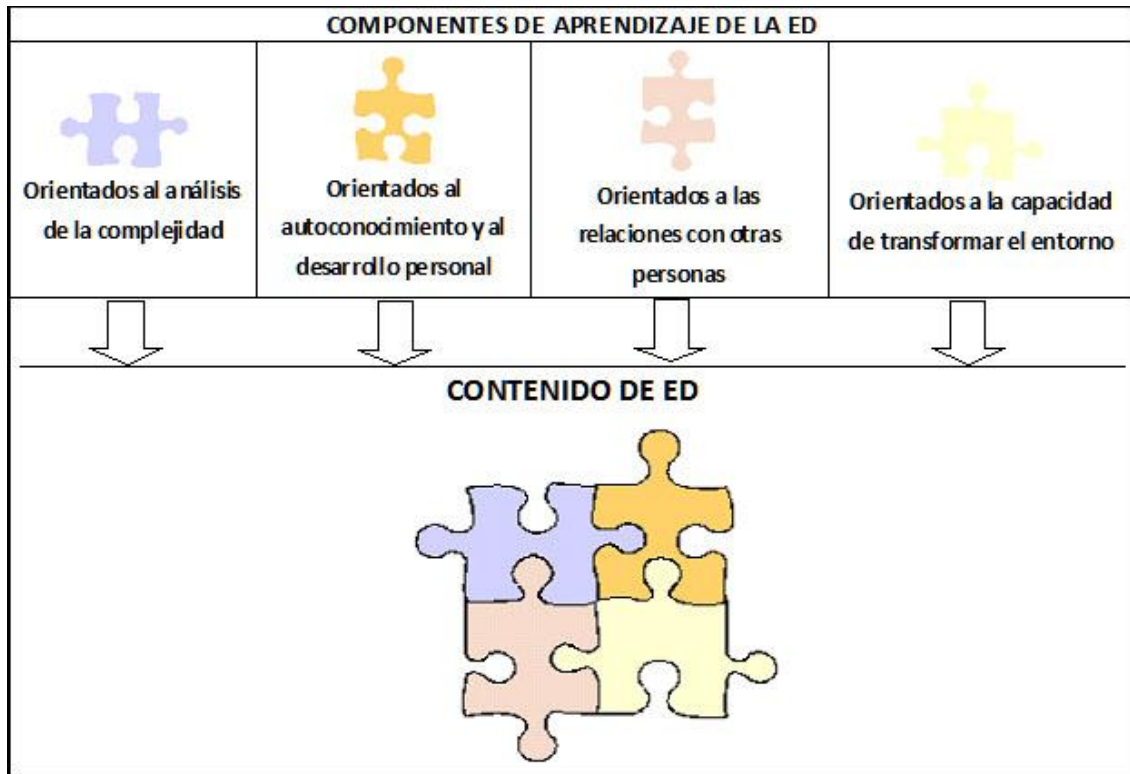 COMPONENTES DE APRENDIZAJE DE LA ED
Orientados al análisis
de la complejidad
Orientados al
autoconocimiento y al
desarrollo personal
Orientados a las
relaciones con otras
personas
Orientados a la capacidad
de transformar el entorno
CONTENIDO DE ED